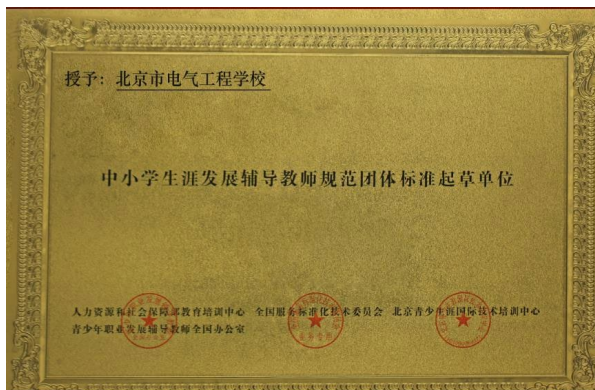 授予：北京市电气工程学校
中小学生涯发展辅导教师规范团体标准起草单位
人力资源和社会保障部教育培训中心 全国服务标准化技术委员会 北京青少年生涯国际技术培训中心
青少年职业发展辅导教师全国办公室